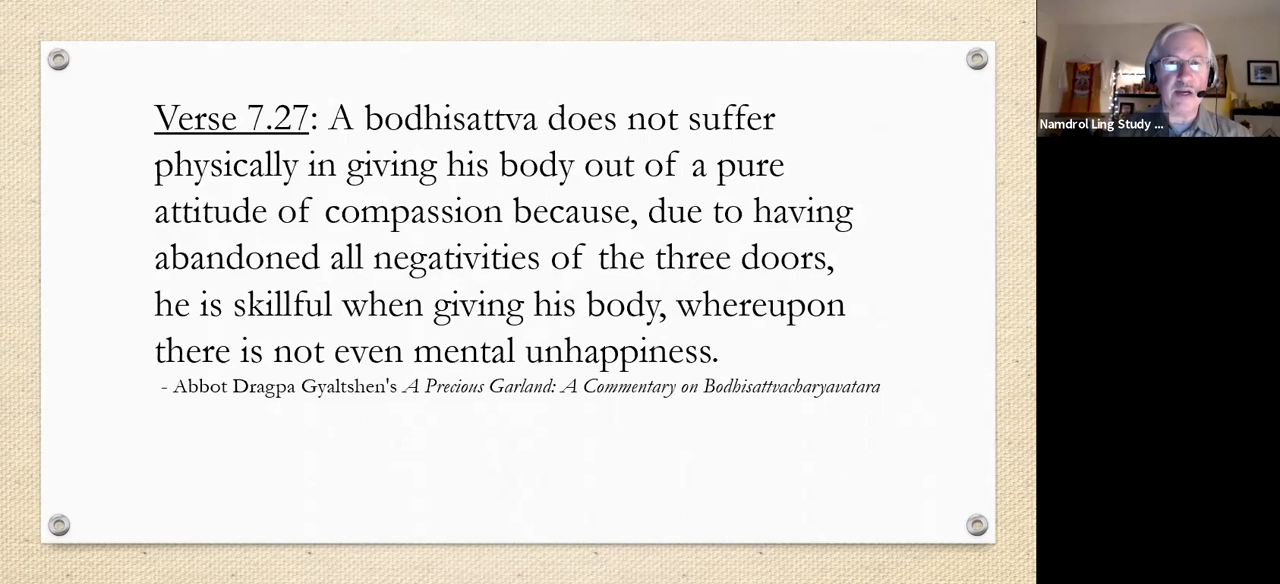 Verse 7.27: A bodhisattva does not suffer
physically in giving his body out of a pure
attitude of compassion because, due to having
abandoned all negativities of the three doors,
he is skillful when giving his body, whereupon
there is not even mental unhappiness.
- Abbot Dragpa Gyaltshen's A Precious Garland: A Commentary on Bodhisattvacharyavatara
Namdrol Ling Study ...